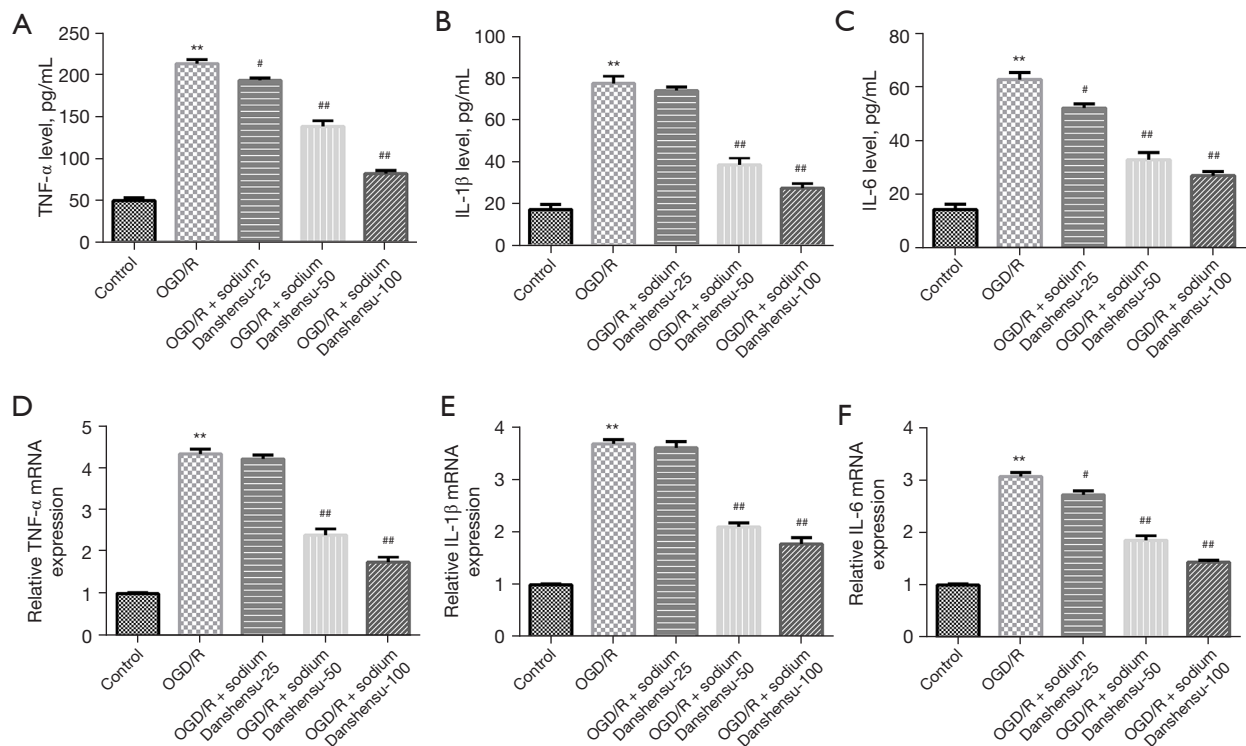 A
TNF-α level, pg/mL
250
200
150
100
50
0
**
#
##
##
Control
OGD/R
OGD/R + sodium
Danshensu-25
OGD/R + sodium
Danshensu-50
OGD/R + sodium
Danshensu-100
B
IL-1β level, pg/mL
100
80
60
40
20
0
**
##
##
Control
OGD/R
OGD/R + sodium
Danshensu-25
OGD/R + sodium
Danshensu-50
OGD/R + sodium
Danshensu-100
C
IL-6 level, pg/mL
80
60
40
20
0
**
#
##
##
Control
OGD/R
OGD/R + sodium
Danshensu-25
OGD/R + sodium
Danshensu-50
OGD/R + sodium
Danshensu-100
D
Relative TNF-α mRNA
expression
5
4
3
2
1
0
**
##
##
Control
OGD/R
OGD/R + sodium
Danshensu-25
OGD/R + sodium
Danshensu-50
OGD/R + sodium
Danshensu-100
E
Relative IL-1β mRNA
expression
4
3
2
1
0
**
##
##
Control
OGD/R
OGD/R + sodium
Danshensu-25
OGD/R + sodium
Danshensu-50
OGD/R + sodium
Danshensu-100
F
Relative IL-6 mRNA
expression
4
3
2
1
0
**
#
##
##
Control
OGD/R
OGD/R + sodium
Danshensu-25
OGD/R + sodium
Danshensu-50
OGD/R + sodium
Danshensu-100